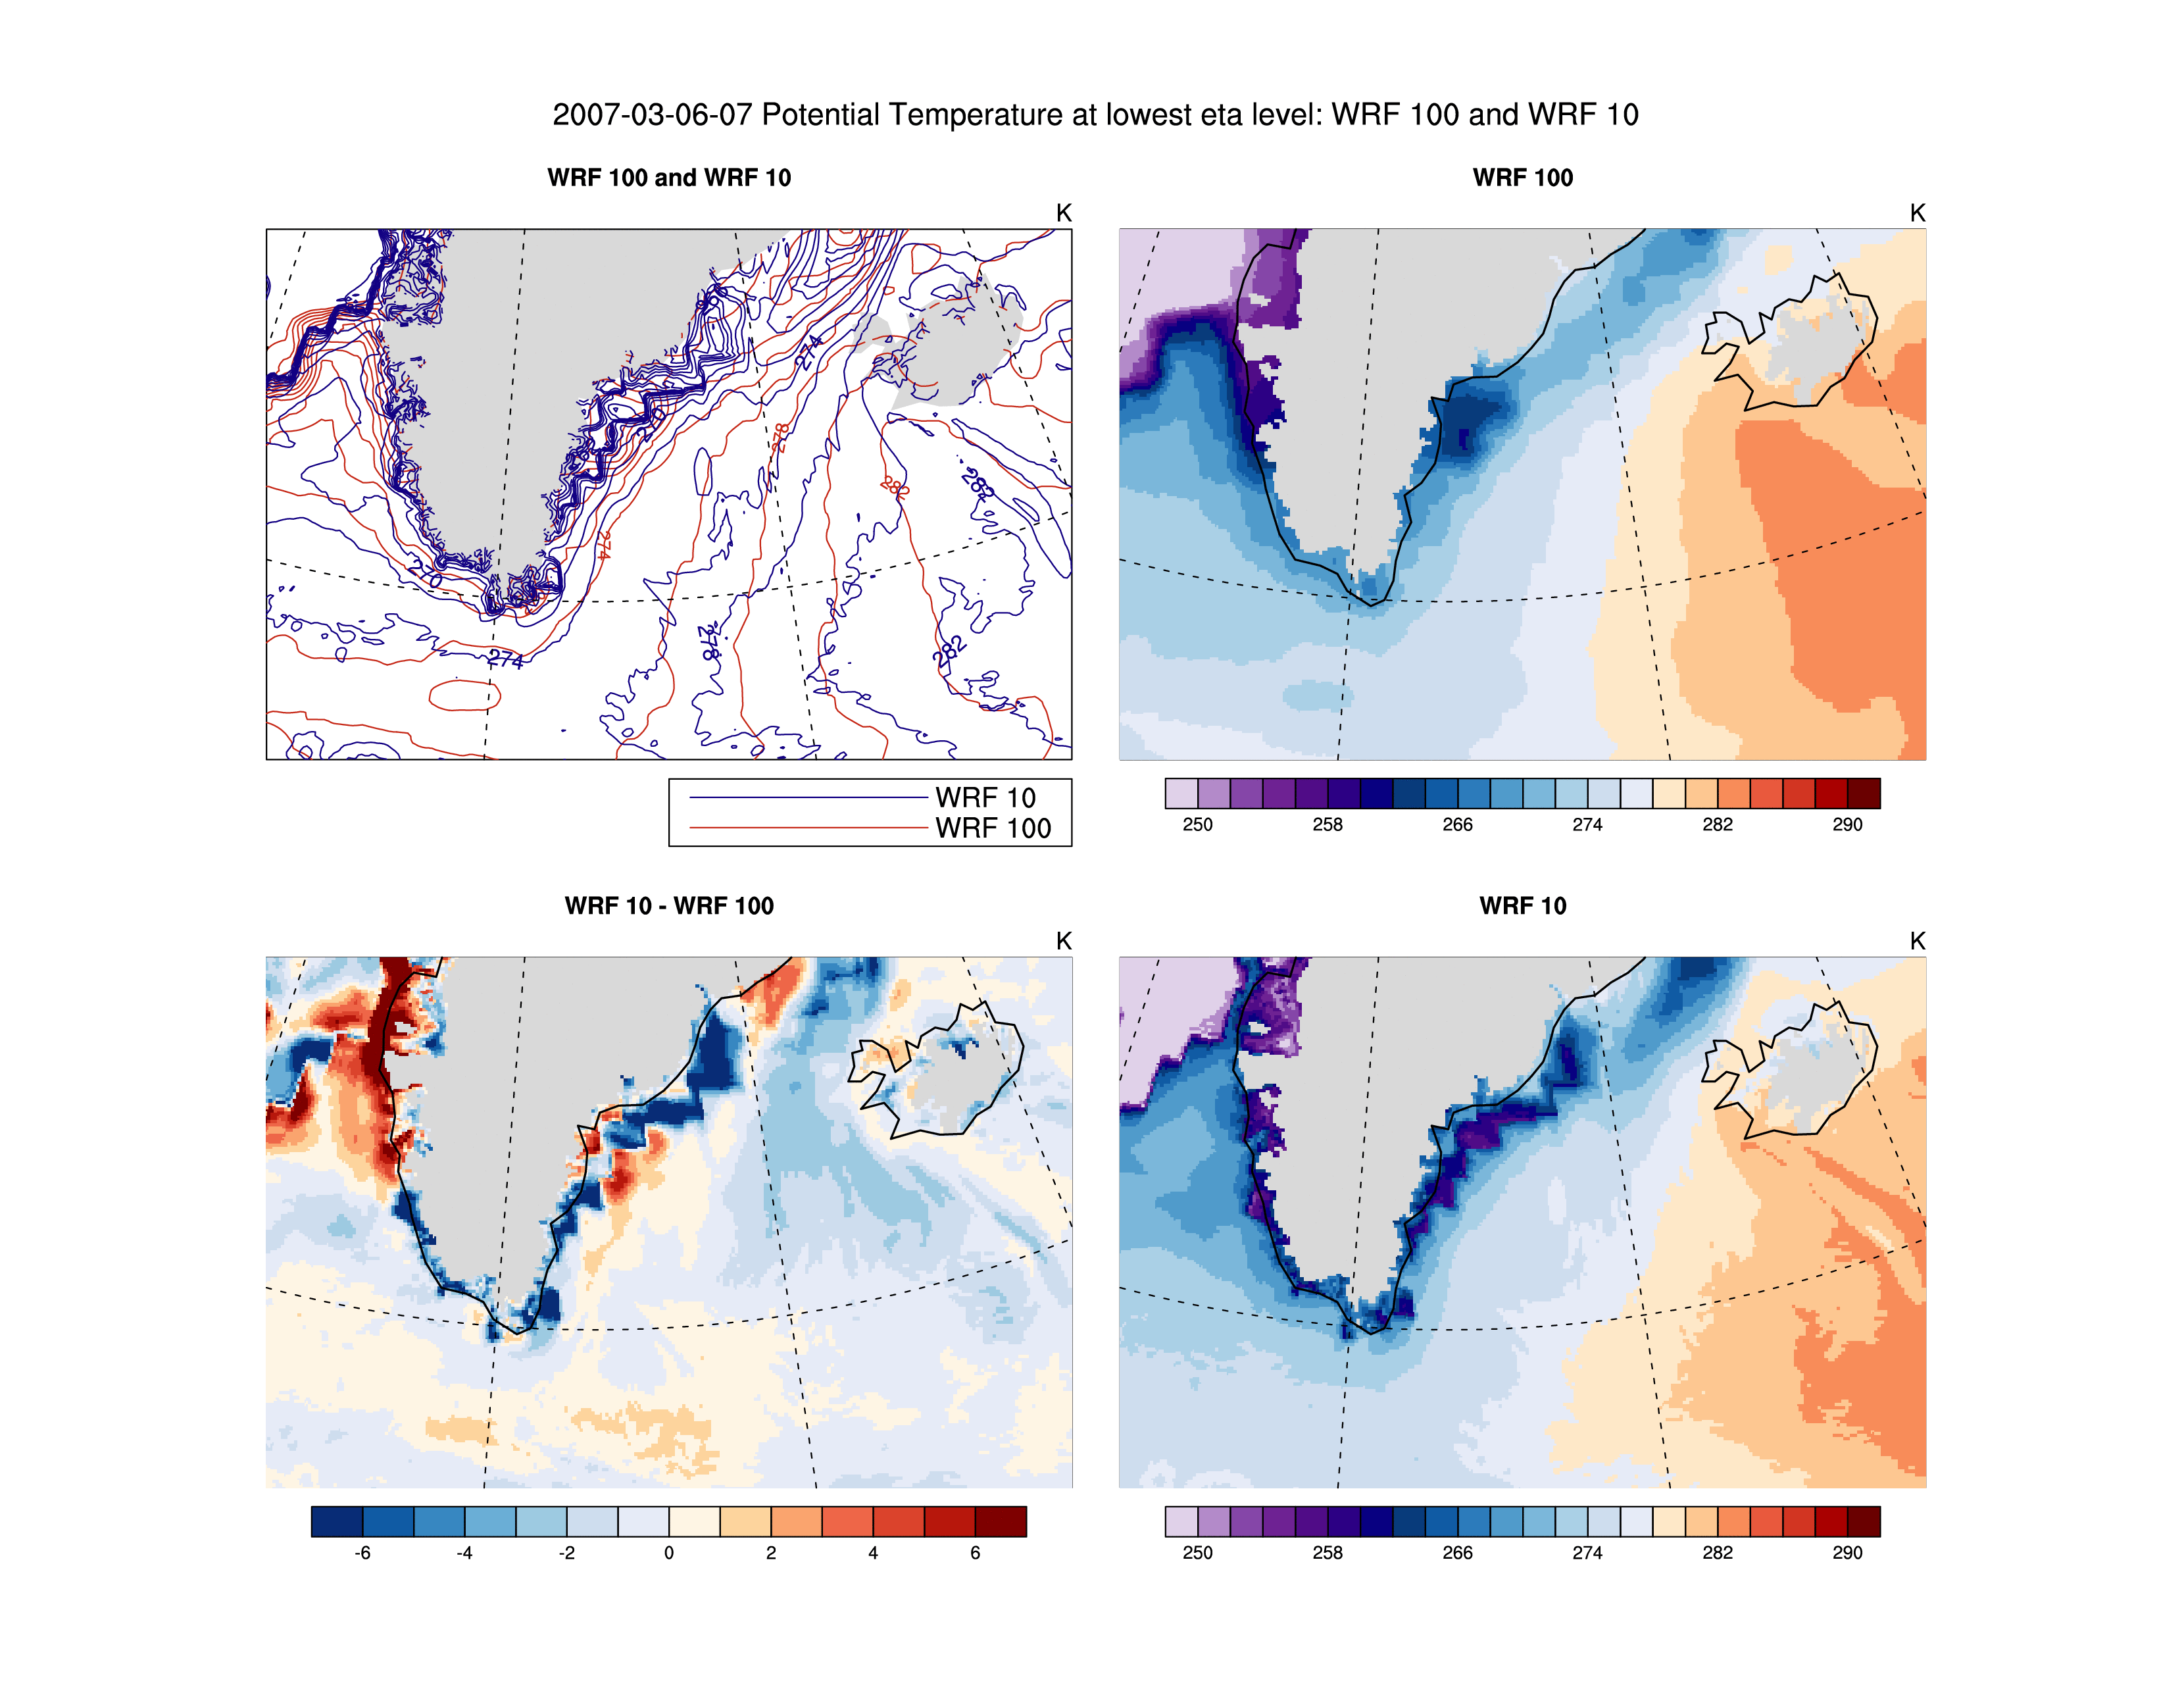 2007-03-06-07 Potential Temperature at lowest eta level: WRF 100 and WRF 10
WRF 100 and WRF 10
K
274
278
282
282
270
274
274
278
282
WRF 10
WRF 100
WRF 100
K
250 258 266 274 282 290
WRF 10 - WRF 100
K
-6 -4 -2 0 2 4 6
WRF 10
K
250 258 266 274 282 290